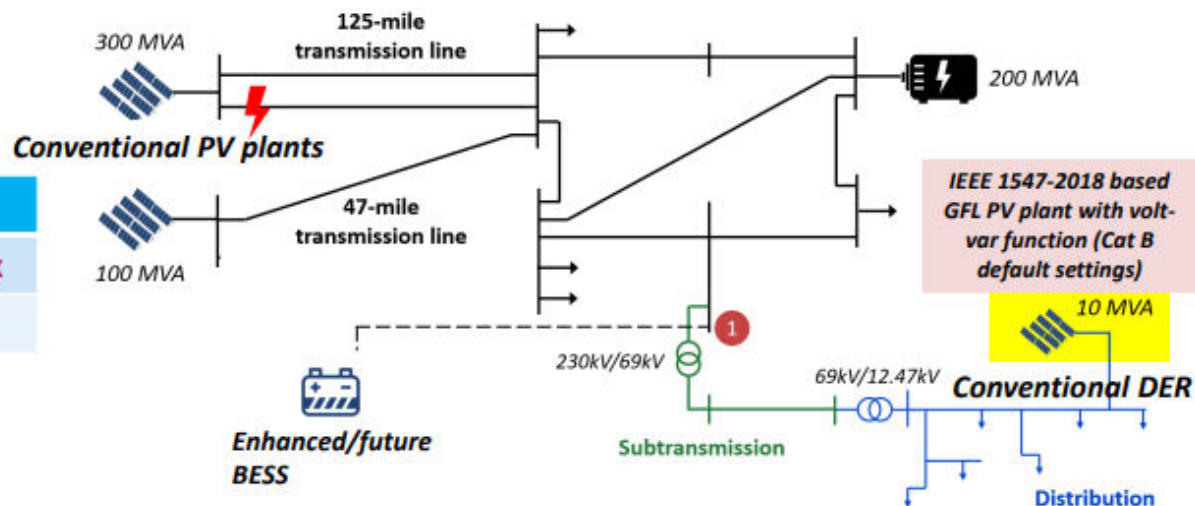 125-mile
transmission line
300 MVA
200 MVA
Conventional PV plants
47-mile
transmission line
100 MVA
IEEE 1547-2018 based
GFL PV plant with volt-
var function (Cat B
default settings)
10 MVA
1
230kV/69kV
69kV/12.47kV
Conventional DER
Enhanced/future
BESS
Subtransmission
Distribution